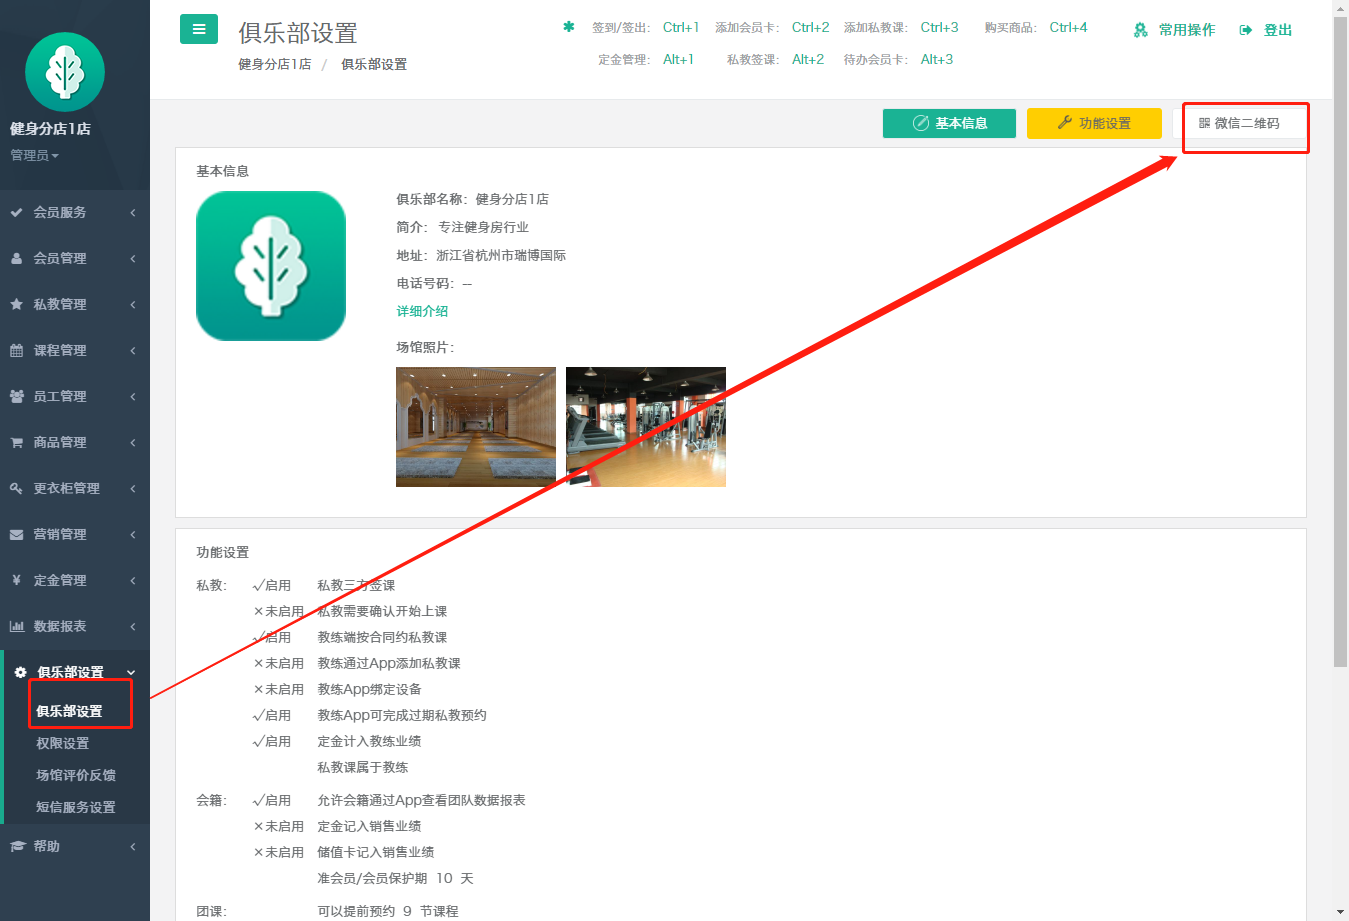 健身分店1店
管理员
会员服务
会员管理
私教管理
课程管理
员工管理
商品管理
更衣柜管理
营销管理
定金管理
数据报表
俱乐部设置
俱乐部设置
权限设置
场馆评价反馈
短信服务设置
帮助
俱乐部设置
健身分店1店 / 俱乐部设置
签到/签出: Ctrl+1 添加会员卡: Ctrl+2 添加私教课: Ctrl+3 购买商品: Ctrl+4
定金管理: Alt+1 私教签课: Alt+2 待办会员卡: Alt+3
常用操作 登出
基本信息 功能设置 微信二维码
基本信息
俱乐部名称: 健身分店1店
简介: 专注健身房行业
地址: 浙江省杭州市瑞博国际
电话号码: --
详细介绍
场馆照片:
功能设置
私教: √启用 私教三方签课
×未启用 私教需要确认开始上课
√启用 教练端按合同约私教课
×未启用 教练通过App添加私教课
×未启用 教练App绑定设备
√启用 教练App可完成过期私教预约
√启用 定金计入教练业绩
私教课属于教练
会籍: √启用 允许会籍通过App查看团队数据报表
×未启用 定金记入销售业绩
×未启用 储值卡记入销售业绩
准会员/会员保护期 10 天
团课: 可以提前预约 9 节课程